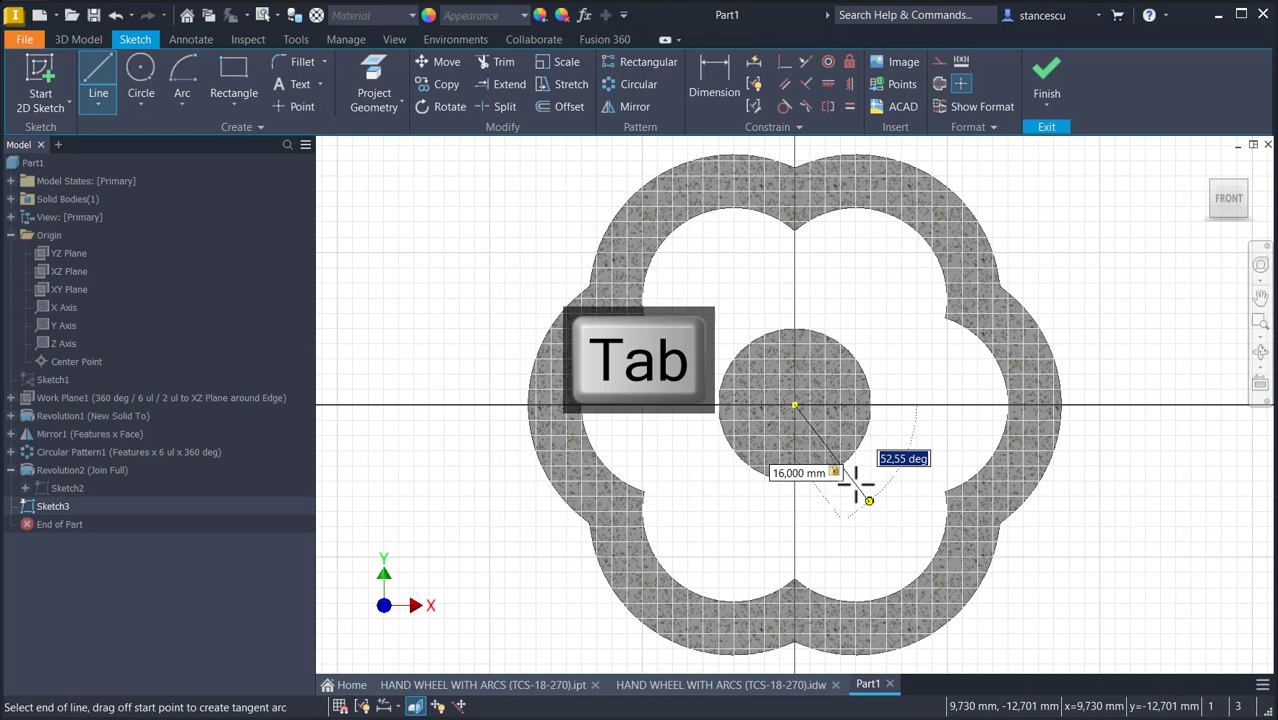 Material
Appearance
Part1
Search Help & Commands...
stancescu
File
3D Model
Sketch
Annotate
Inspect
Tools
Manage
View
Environments
Collaborate
Fusion 360
Start
2D Sketch
Line
Circle
Arc
Rectangle
Fillet
Text
Point
Project
Geometry
Move
Copy
Rotate
Trim
Extend
Split
Scale
Stretch
Offset
Rectangular
Circular
Mirror
Dimension
Image
Points
ACAD
Show Format
Finish
Sketch
Create
Modify
Pattern
Constrain
Insert
Format
Exit
Model
Part1
Model States: [Primary]
Solid Bodies(1)
View: [Primary]
Origin
YZ Plane
XZ Plane
XY Plane
X Axis
Y Axis
Z Axis
Center Point
Sketch1
Work Plane1 (360 deg / 6 ul / 2 ul to XZ Plane around Edge)
Revolution1 (New Solid To)
Mirror1 (Features x Face)
Circular Pattern1 (Features x 6 ul x 360 deg)
Revolution2 (Join Full)
Sketch2
Sketch3
End of Part
FRONT
Tab
16,000 mm
52,55 deg
Y
X
Home
HAND WHEEL WITH ARCS (TCS-18-270).ipt
HAND WHEEL WITH ARCS (TCS-18-270).idw
Part1
Select end of line, drag off start point to create tangent arc
9,730 mm, -12,701 mm
x=9,730 mm, y=-12,701 mm
1
3